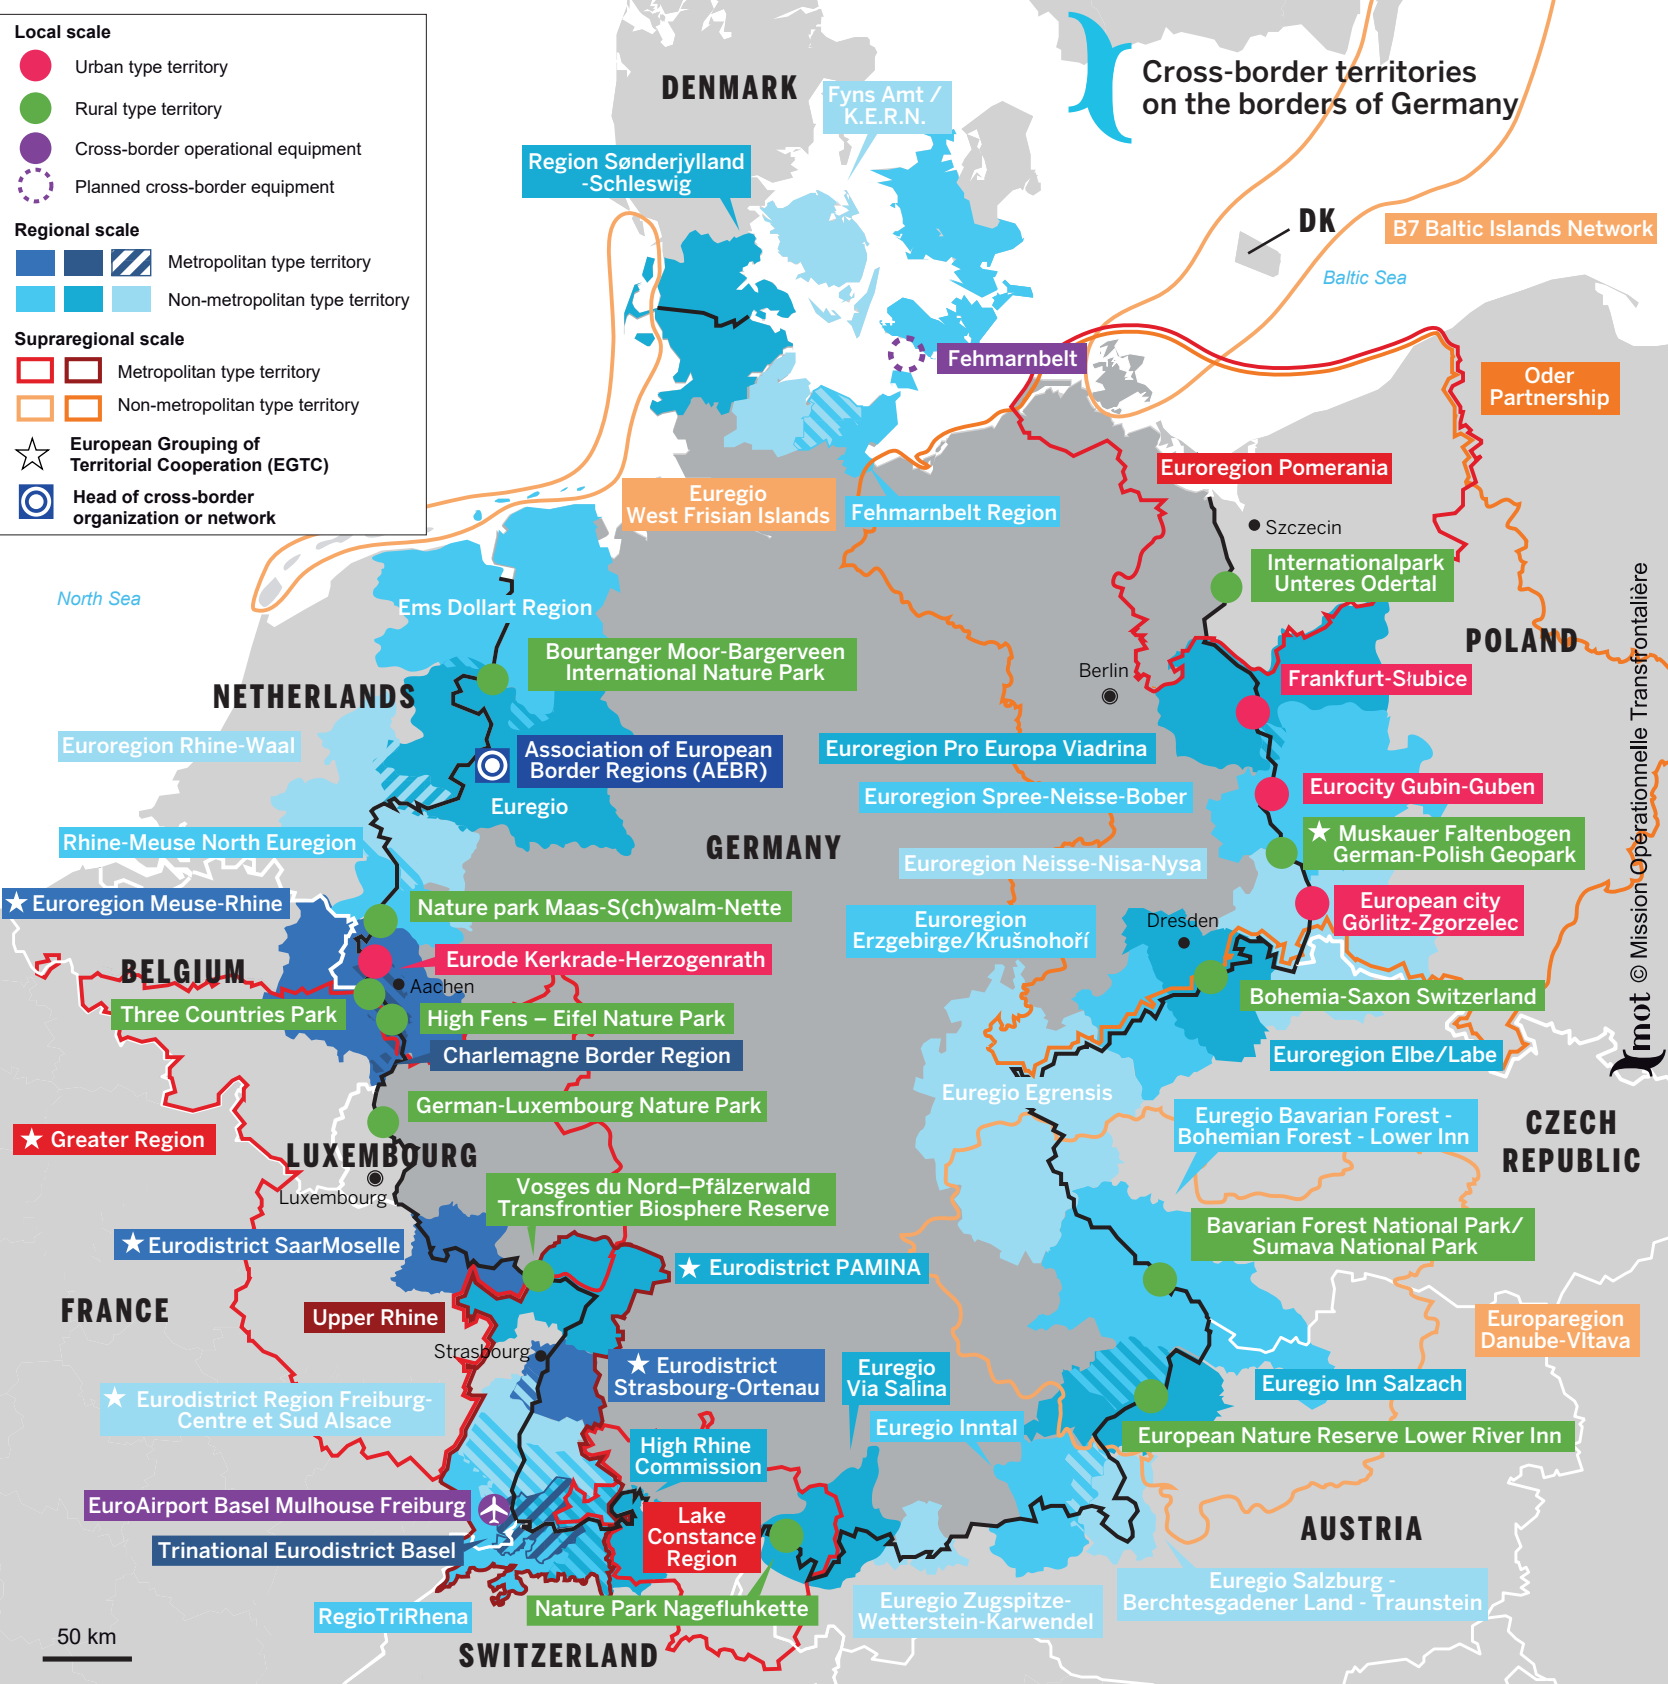 Local scale
Urban type territory
Rural type territory
Cross-border operational equipment
Planned cross-border equipment
Regional scale
Metropolitan type territory
Non-metropolitan type territory
Supraregional scale
Metropolitan type territory
Non-metropolitan type territory
European Grouping of
Territorial Cooperation (EGTC)
Head of cross-border
organization or network
Cross-border territories
on the borders of Germany
DENMARK
Fyns Amt /
K.E.R.N.
Region Sønderjylland
-Schleswig
DK
B7 Baltic Islands Network
Baltic Sea
Fehmarnbelt
Oder
Partnership
Euroregion Pomerania
Euregio
West Frisian Islands
Fehmarnbelt Region
Szczecin
Internationalpark
Unteres Odertal
North Sea
Ems Dollart Region
Bourtanger Moor-Bargerveen
International Nature Park
POLAND
Berlin
Frankfurt-Słubice
NETHERLANDS
Euroregion Rhine-Waal
Association of European
Border Regions (AEBR)
Euroregion Pro Europa Viadrina
Euregio
Euroregion Spree-Neisse-Bober
Eurocity Gubin-Guben
Rhine-Meuse North Euregion
GERMANY
Muskauer Faltenbogen
German-Polish Geopark
Euroregion Neisse-Nisa-Nysa
Euroregion Meuse-Rhine
Nature park Maas-S(ch)walm-Nette
European city
Görlitz-Zgorzelec
Euroregion
Erzgebirge/Krušnohoří
Dresden
Eurode Kerkrade-Herzogenrath
BELGIUM
Aachen
Bohemia-Saxon Switzerland
Three Countries Park
High Fens – Eifel Nature Park
Charlemagne Border Region
Euroregion Elbe/Labe
Euregio Egrensis
German-Luxembourg Nature Park
Euregio Bavarian Forest -
Bohemian Forest - Lower Inn
CZECH
REPUBLIC
Greater Region
LUXEMBOURG
Luxembourg
Vosges du Nord–Pfälzerwald
Transfrontier Biosphere Reserve
Bavarian Forest National Park/
Sumava National Park
Eurodistrict SaarMoselle
Eurodistrict PAMINA
FRANCE
Upper Rhine
Europaregion
Danube-Vltava
Strasbourg
Eurodistrict
Strasbourg-Ortenau
Euregio
Via Salina
Euregio Inn Salzach
Eurodistrict Region Freiburg-
Centre et Sud Alsace
Euregio Inntal
European Nature Reserve Lower River Inn
High Rhine
Commission
EuroAirport Basel Mulhouse Freiburg
Lake
Constance
Region
AUSTRIA
Trinational Eurodistrict Basel
Euregio Salzburg -
Berchtesgadener Land - Traunstein
RegioTriRhena
Nature Park Nagefluhkette
Euregio Zugspitze-
Wetterstein-Karwendel
50 km
SWITZERLAND
mot © Mission Opérationnelle Transfrontalière